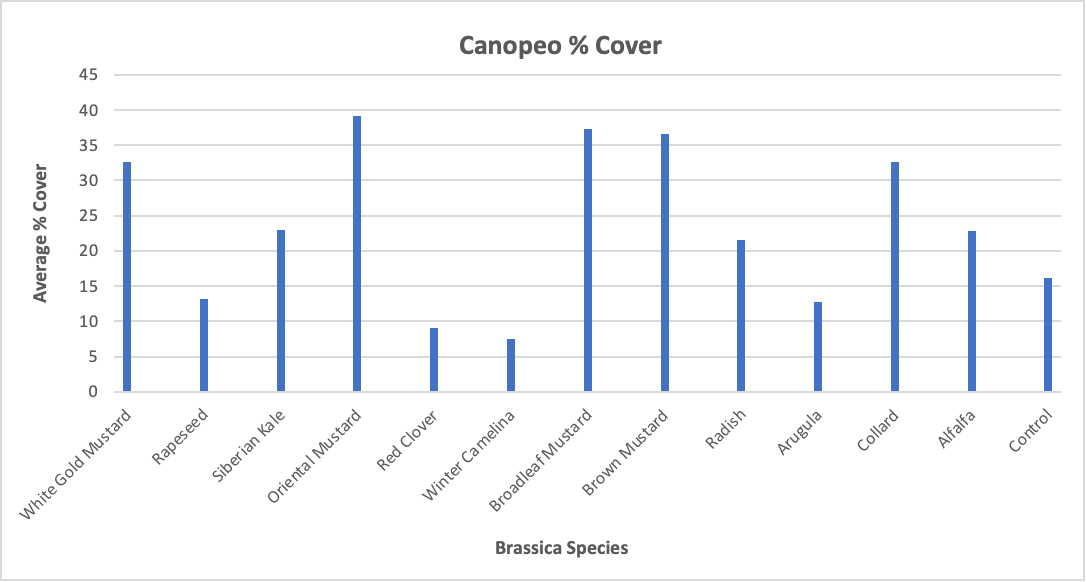 Canopeo % Cover
Average % Cover
45
40
35
30
25
20
15
10
5
0
White Gold Mustard
Rapeseed
Siberian Kale
Oriental Mustard
Red Clover
Winter Camelina
Broadleaf Mustard
Brown Mustard
Radish
Arugula
Collard
Alfalfa
Control
Brassica Species